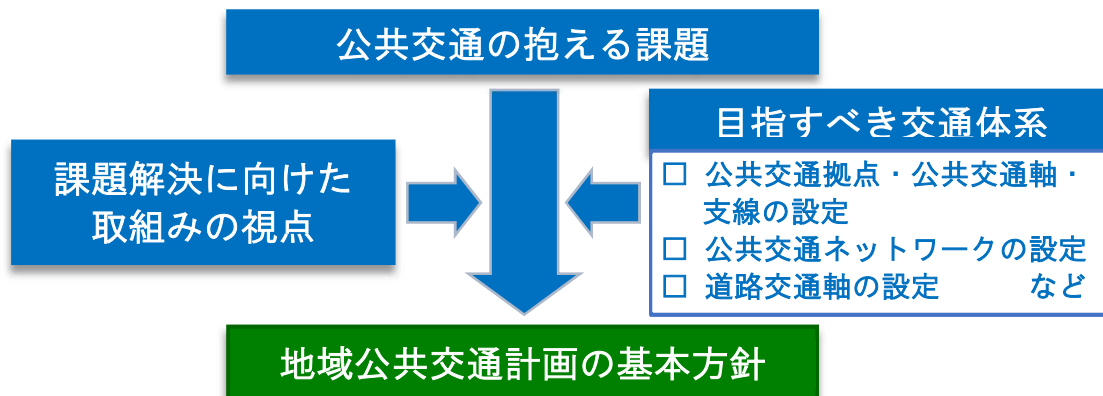 公共交通の抱える課題
課題解決に向けた
取組みの視点
目指すべき交通体系
□ 公共交通拠点・公共交通軸・
支線の設定
□ 公共交通ネットワークの設定
□ 道路交通軸の設定 など
地域公共交通計画の基本方針